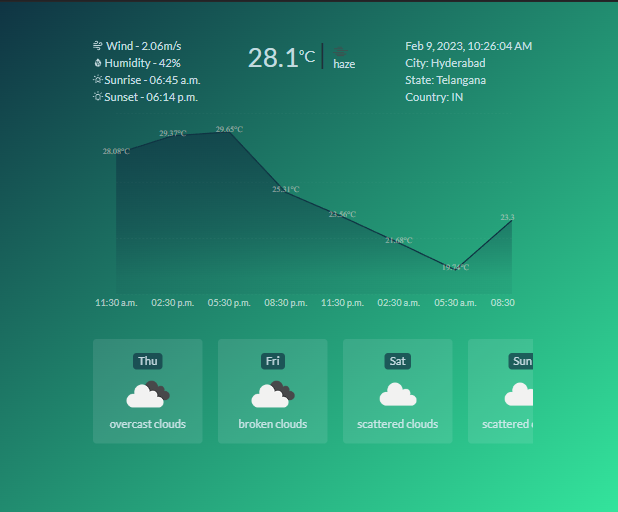 Wind - 2.06m/s
Humidity - 42%
Sunrise - 06:45 a.m.
Sunset - 06:14 p.m.
28.1°C
haze
Feb 9, 2023, 10:26:04 AM
City: Hyderabad
State: Telangana
Country: IN
28.08°C
29.37°C
29.65°C
25.31°C
23.56°C
21.68°C
19.74°C
23.3
11:30 a.m. 02:30 p.m. 05:30 p.m. 08:30 p.m. 11:30 p.m. 02:30 a.m. 05:30 a.m. 08:30
Thu
overcast clouds
Fri
broken clouds
Sat
scattered clouds
Sun
scattered